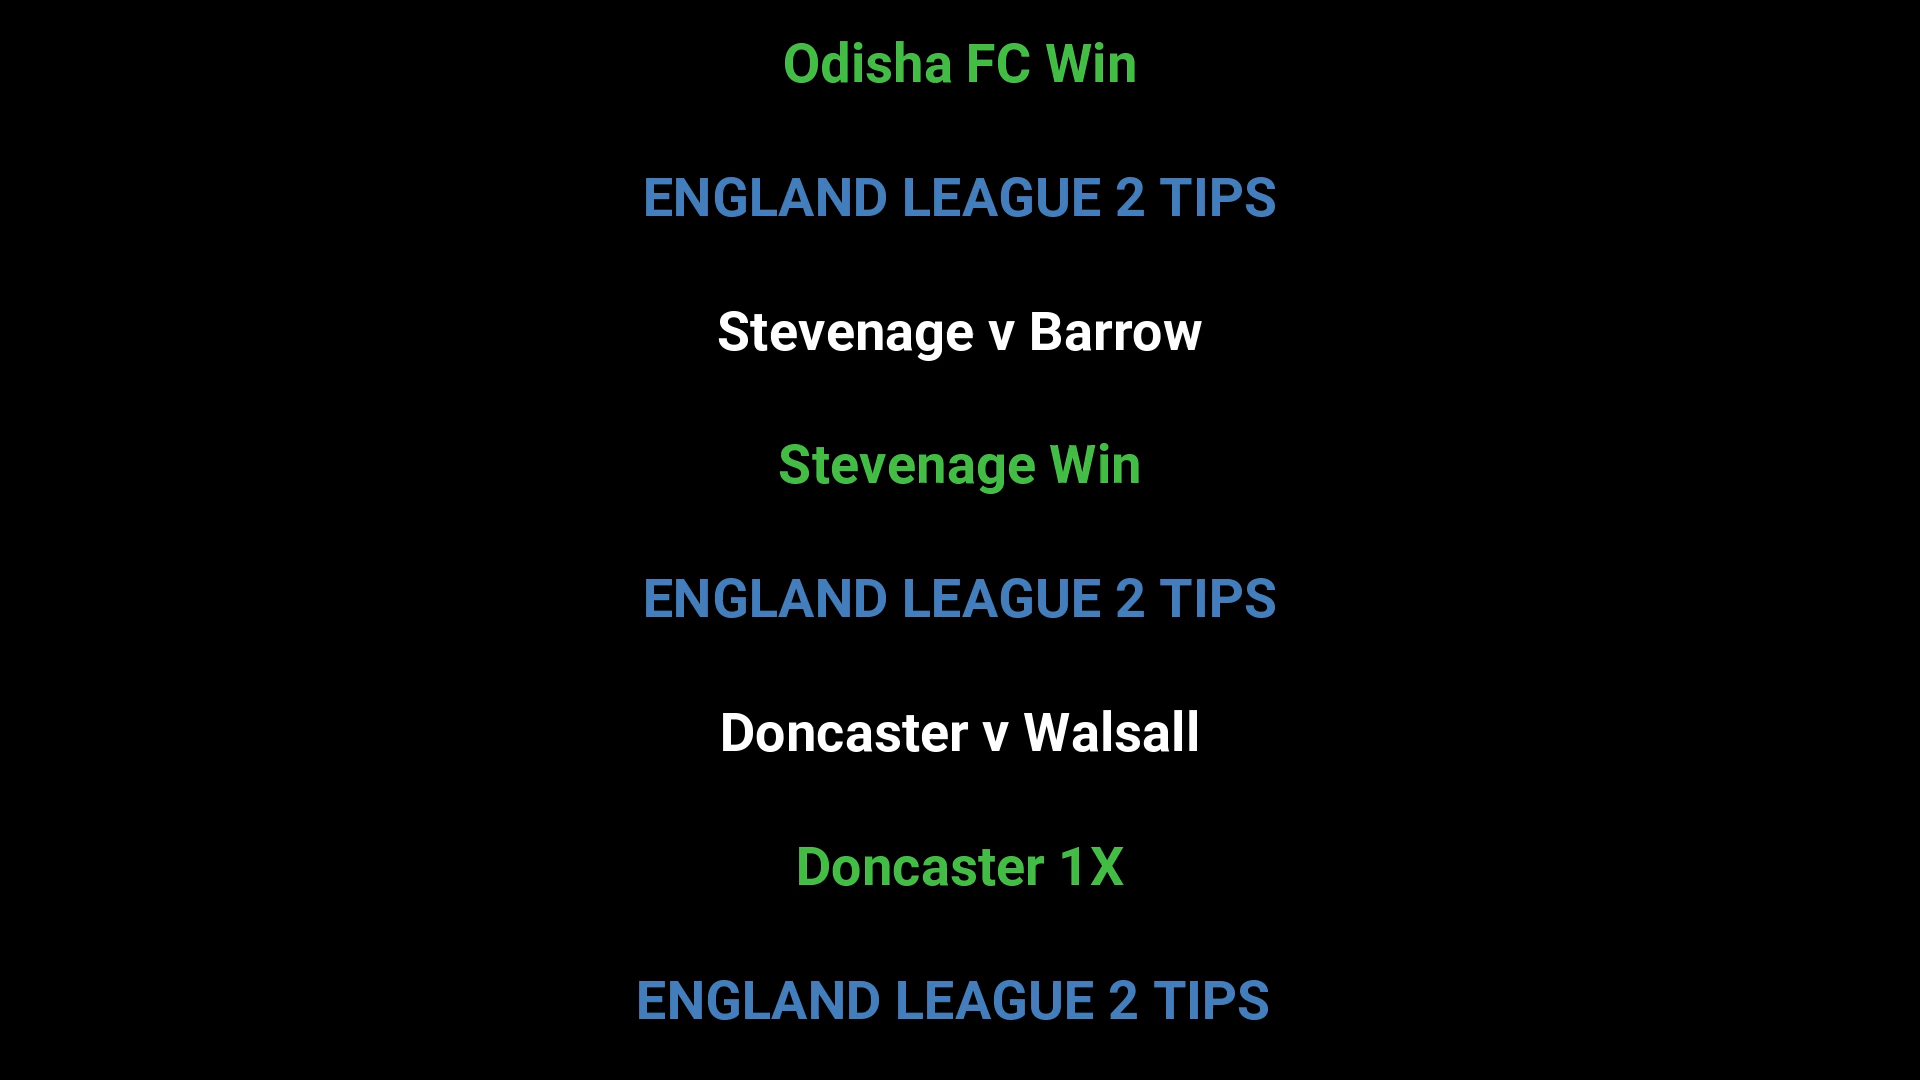 Odisha FC Win
ENGLAND LEAGUE 2 TIPS
Stevenage v Barrow
Stevenage Win
ENGLAND LEAGUE 2 TIPS
Doncaster v Walsall
Doncaster 1X
ENGLAND LEAGUE 2 TIPS